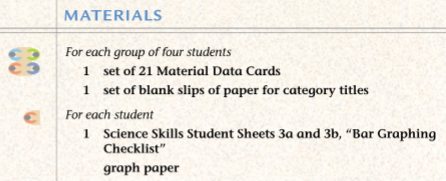 MATERIALS
For each group of four students
1 set of 21 Material Data Cards
1 set of blank slips of paper for category titles
For each student
1 Science Skills Student Sheets 3a and 3b, “Bar Graphing
Checklist”
graph paper